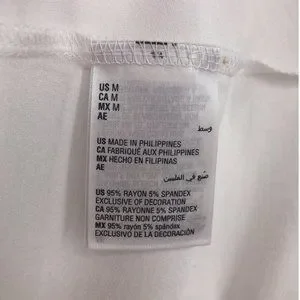 US M
CA M
MX M
AE
وسط
US MADE IN PHILIPPINES
CA FABRIQUÉ AUX PHILIPPINES
MX HECHO EN FILIPINAS
AE
صنع في الفلبين
US 95% RAYON 5% SPANDEX
EXCLUSIVE OF DECORATION
CA 95% RAYONNE 5% SPANDEX
GARNITURE NON COMPRISE
MX 95% rayón 5% spándex
EXCLUSIVO DE LA DECORACIÓN